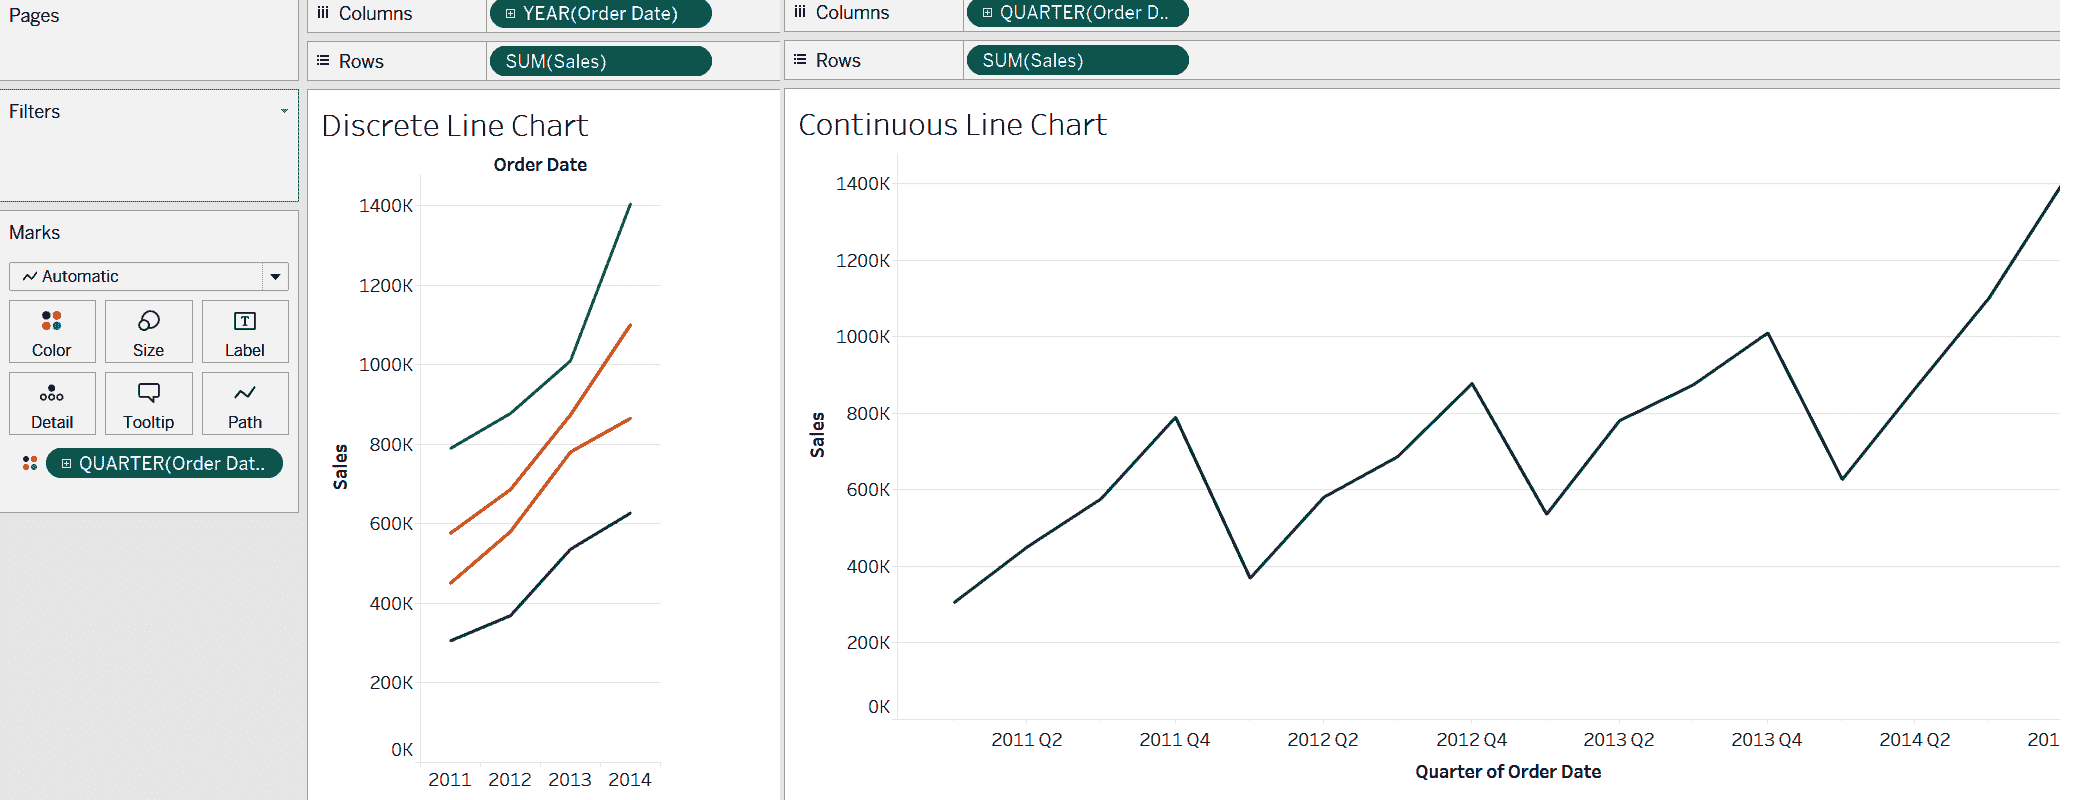 Pages
Filters
Marks
Automatic
Color
Size
Label
Detail
Tooltip
Path
QUARTER(Order Dat..
Columns
YEAR(Order Date)
Rows
SUM(Sales)
Discrete Line Chart
Order Date
1400K
1200K
1000K
800K
600K
400K
200K
0K
Sales
2011 2012 2013 2014
Columns
QUARTER(Order D..
Rows
SUM(Sales)
Continuous Line Chart
1400K
1200K
1000K
800K
600K
400K
200K
0K
Sales
2011 Q2 2011 Q4 2012 Q2 2012 Q4 2013 Q2 2013 Q4 2014 Q2 201
Quarter of Order Date